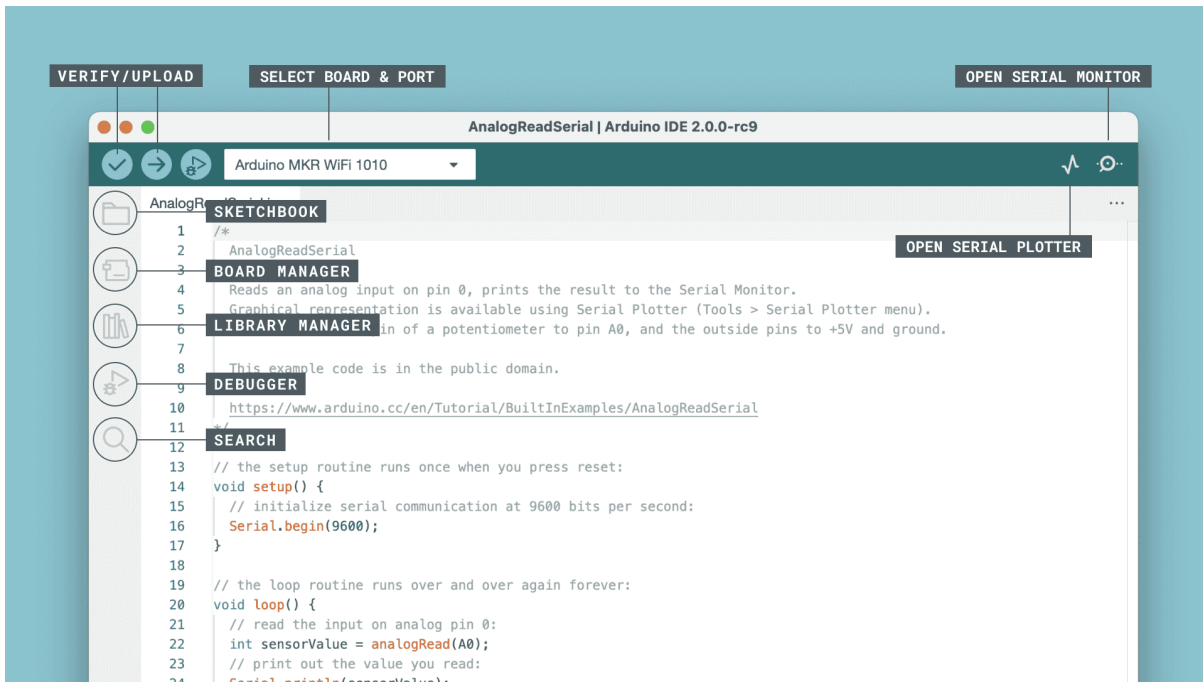 VERIFY/UPLOAD
SELECT BOARD & PORT
OPEN SERIAL MONITOR
AnalogReadSerial | Arduino IDE 2.0.0-rc9
Arduino MKR WiFi 1010
SKETCHBOOK
...
OPEN SERIAL PLOTTER
1 /*
2 AnalogReadSerial
3
BOARD MANAGER
4 Reads an analog input on pin 0, prints the result to the Serial Monitor.
5 Graphical representation is available using Serial Plotter (Tools > Serial Plotter menu).
LIBRARY MANAGER
6 of a potentiometer to pin A0, and the outside pins to +5V and ground.
7
8 This example code is in the public domain.
DEBUGGER
9
10 https://www.arduino.cc/en/Tutorial/BuiltInExamples/AnalogReadSerial
11 */
SEARCH
12
13 // the setup routine runs once when you press reset:
14 void setup() {
15 // initialize serial communication at 9600 bits per second:
16 Serial.begin(9600);
17 }
18
19 // the loop routine runs over and over again forever:
20 void loop() {
21 // read the input on analog pin 0:
22 int sensorValue = analogRead(A0);
23 // print out the value you read:
24 Serial.println(sensorValue);